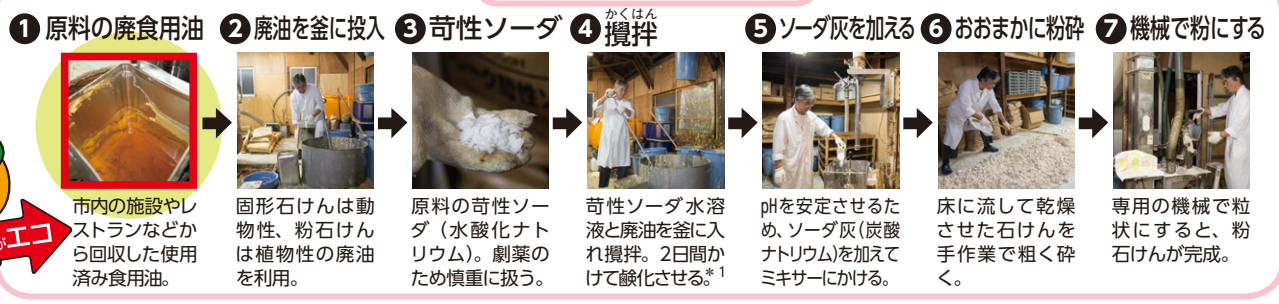 ❶ 原料の廃食用油
市内の施設やレ
ストランなどか
ら回収した使用
済み食用油。
❷ 廃油を釜に投入
固形石けんは動
物性、粉石けん
は植物性の廃油
を利用。
❸ 苛性ソーダ
原料の苛性ソー
ダ（水酸化ナト
リウム）。劇薬の
ため慎重に扱う。
かくはん
❹ 攪拌
苛性ソーダ水溶
液と廃油を釜に入
れ攪拌。2日間か
けて鹸化させる。*1
❺ ソーダ灰を加える
pHを安定させるた
め、ソーダ灰(炭酸
ナトリウム)を加えて
ミキサーにかける。
❻ おおまかに粉砕
床に流して乾燥
させた石けんを
手作業で粗く砕
く。
❼ 機械で粉にする
専用の機械で粒
状にすると、粉
石けんが完成。
がエコ